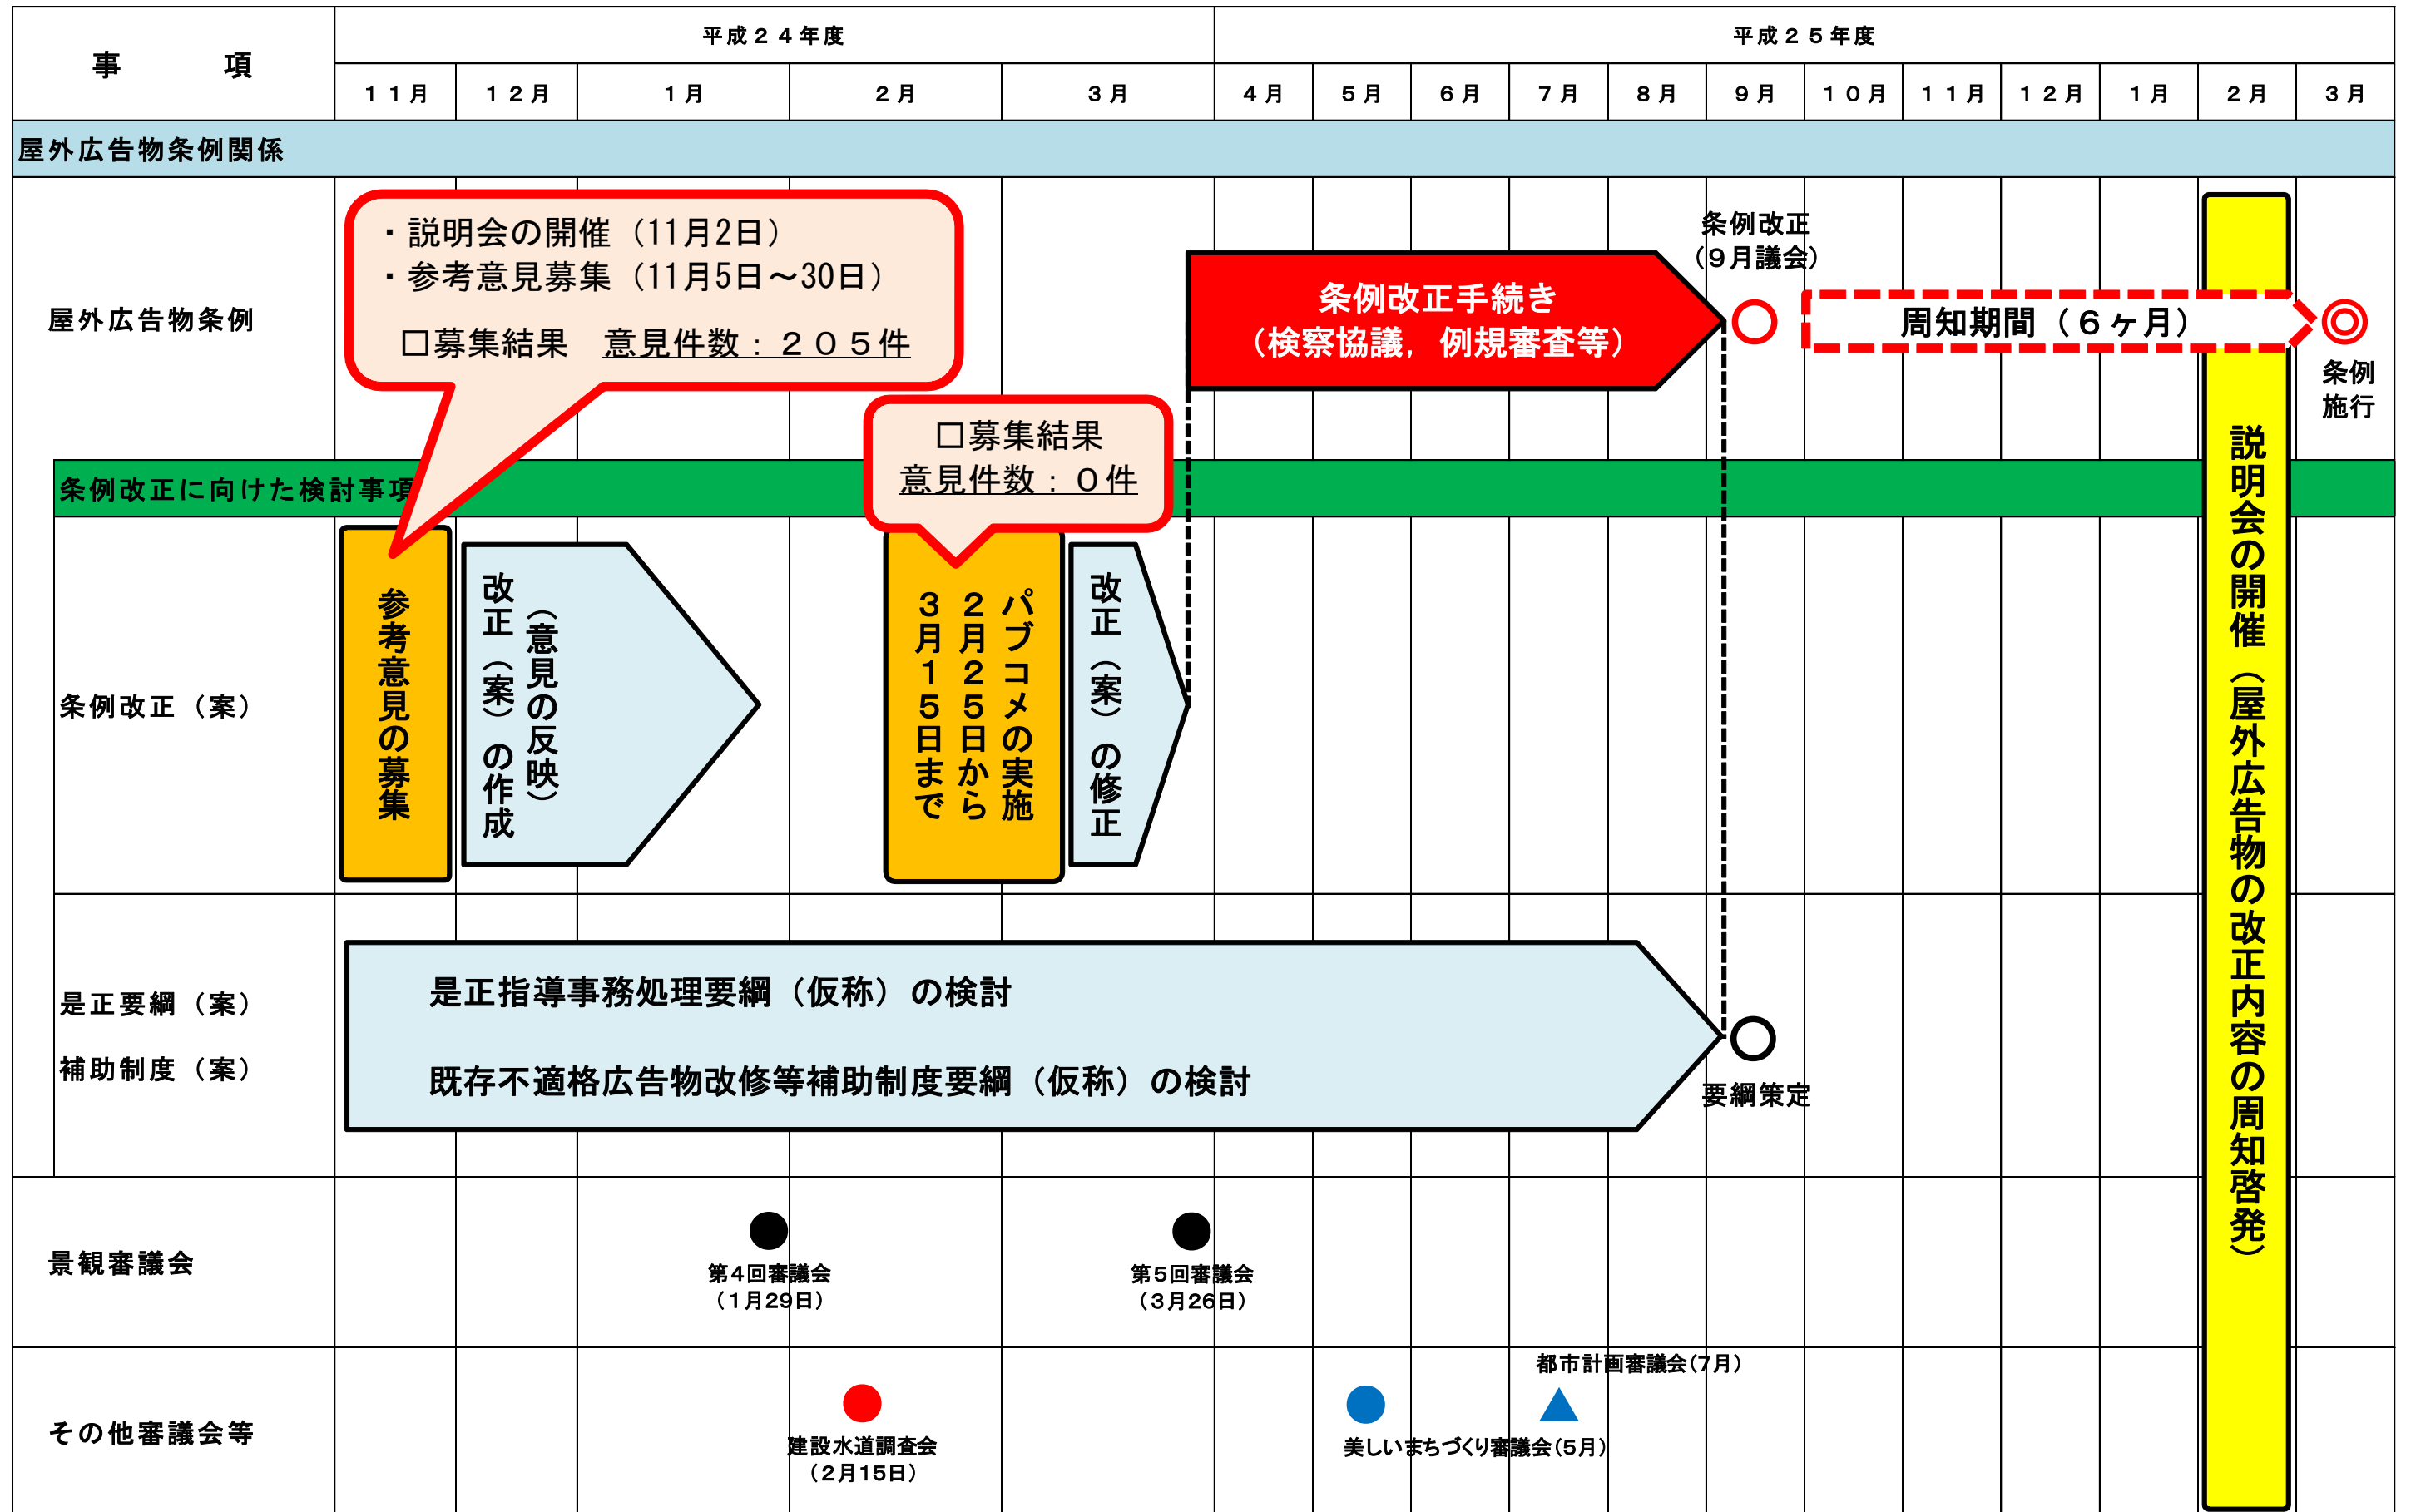 事　　　項
平成２４年度
平成２５年度
１１月
１２月
１月
２月
３月
４月
５月
６月
７月
８月
９月
１０月
１１月
１２月
１月
２月
３月
屋外広告物条例関係
屋外広告物条例
・説明会の開催（11月2日）
・参考意見募集（11月5日～30日）
□募集結果　意見件数：２０５件
条例改正手続き
（検察協議，例規審査等）
条例改正
（９月議会）
周知期間（６ヶ月）
条例
施行
□募集結果
意見件数：０件
条例改正に向けた検討事項
条例改正（案）
参考意見の募集
改正（案）の作成
（意見の反映）
パブコメの実施
２月２５日から
３月１５日まで
改正（案）の修正
説明会の開催（屋外広告物の改正内容の周知啓発）
是正要綱（案）
補助制度（案）
是正指導事務処理要綱（仮称）の検討
既存不適格広告物改修等補助制度要綱（仮称）の検討
要綱策定
景観審議会
第４回審議会
（１月29日）
第５回審議会
（３月26日）
その他審議会等
建設水道調査会
（２月15日）
都市計画審議会（７月）
美しいまちづくり審議会（５月）